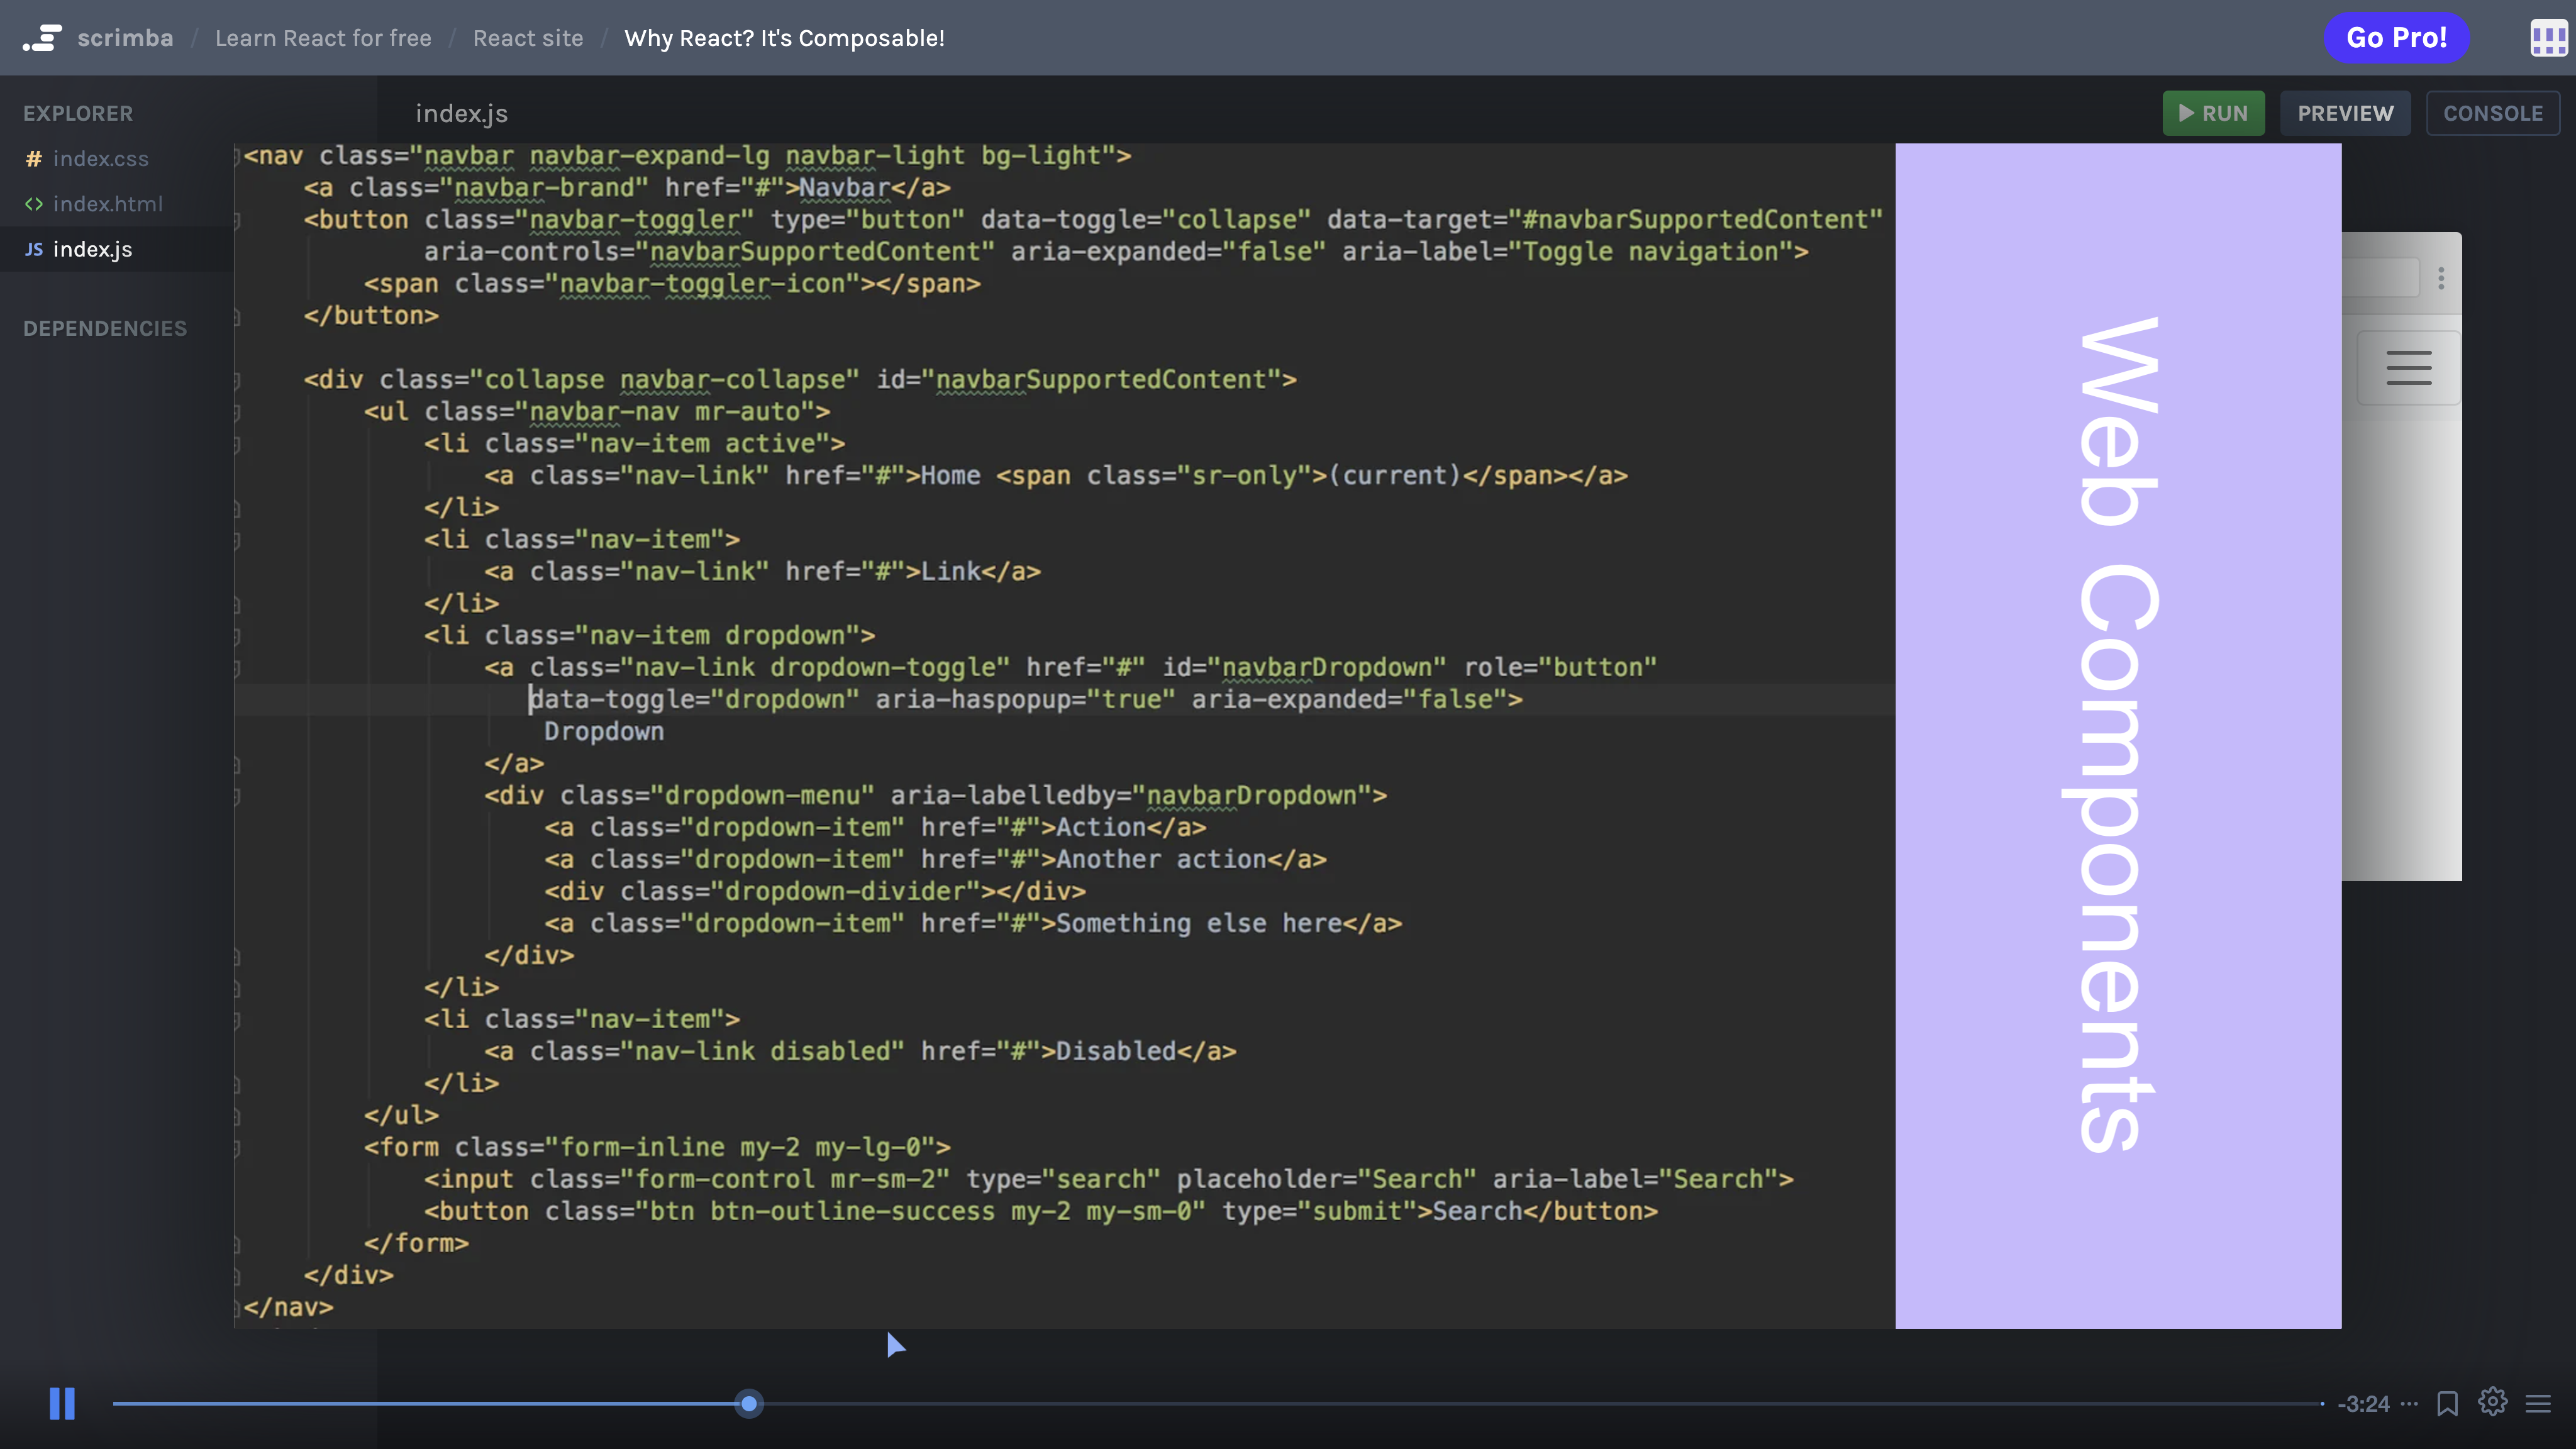 scrimba / Learn React for free / React site / Why React? It's Composable!
Go Pro!
EXPLORER
# index.css
<> index.html
JS index.js
DEPENDENCIES
index.js
RUN
PREVIEW
CONSOLE
<nav class="navbar navbar-expand-lg navbar-light bg-light">
<a class="navbar-brand" href="#">Navbar</a>
<button class="navbar-toggler" type="button" data-toggle="collapse" data-target="#navbarSupportedContent"
aria-controls="navbarSupportedContent" aria-expanded="false" aria-label="Toggle navigation">
<span class="navbar-toggler-icon"></span>
</button>
<div class="collapse navbar-collapse" id="navbarSupportedContent">
<ul class="navbar-nav mr-auto">
<li class="nav-item active">
<a class="nav-link" href="#">Home <span class="sr-only">(current)</span></a>
</li>
<li class="nav-item">
<a class="nav-link" href="#">Link</a>
</li>
<li class="nav-item dropdown">
<a class="nav-link dropdown-toggle" href="#" id="navbarDropdown" role="button"
data-toggle="dropdown" aria-haspopup="true" aria-expanded="false">
Dropdown
</a>
<div class="dropdown-menu" aria-labelledby="navbarDropdown">
<a class="dropdown-item" href="#">Action</a>
<a class="dropdown-item" href="#">Another action</a>
<div class="dropdown-divider"></div>
<a class="dropdown-item" href="#">Something else here</a>
</div>
</li>
<li class="nav-item">
<a class="nav-link disabled" href="#">Disabled</a>
</li>
</ul>
<form class="form-inline my-2 my-lg-0">
<input class="form-control mr-sm-2" type="search" placeholder="Search" aria-label="Search">
<button class="btn btn-outline-success my-2 my-sm-0" type="submit">Search</button>
</form>
</div>
</nav>
Web Components
-3:24